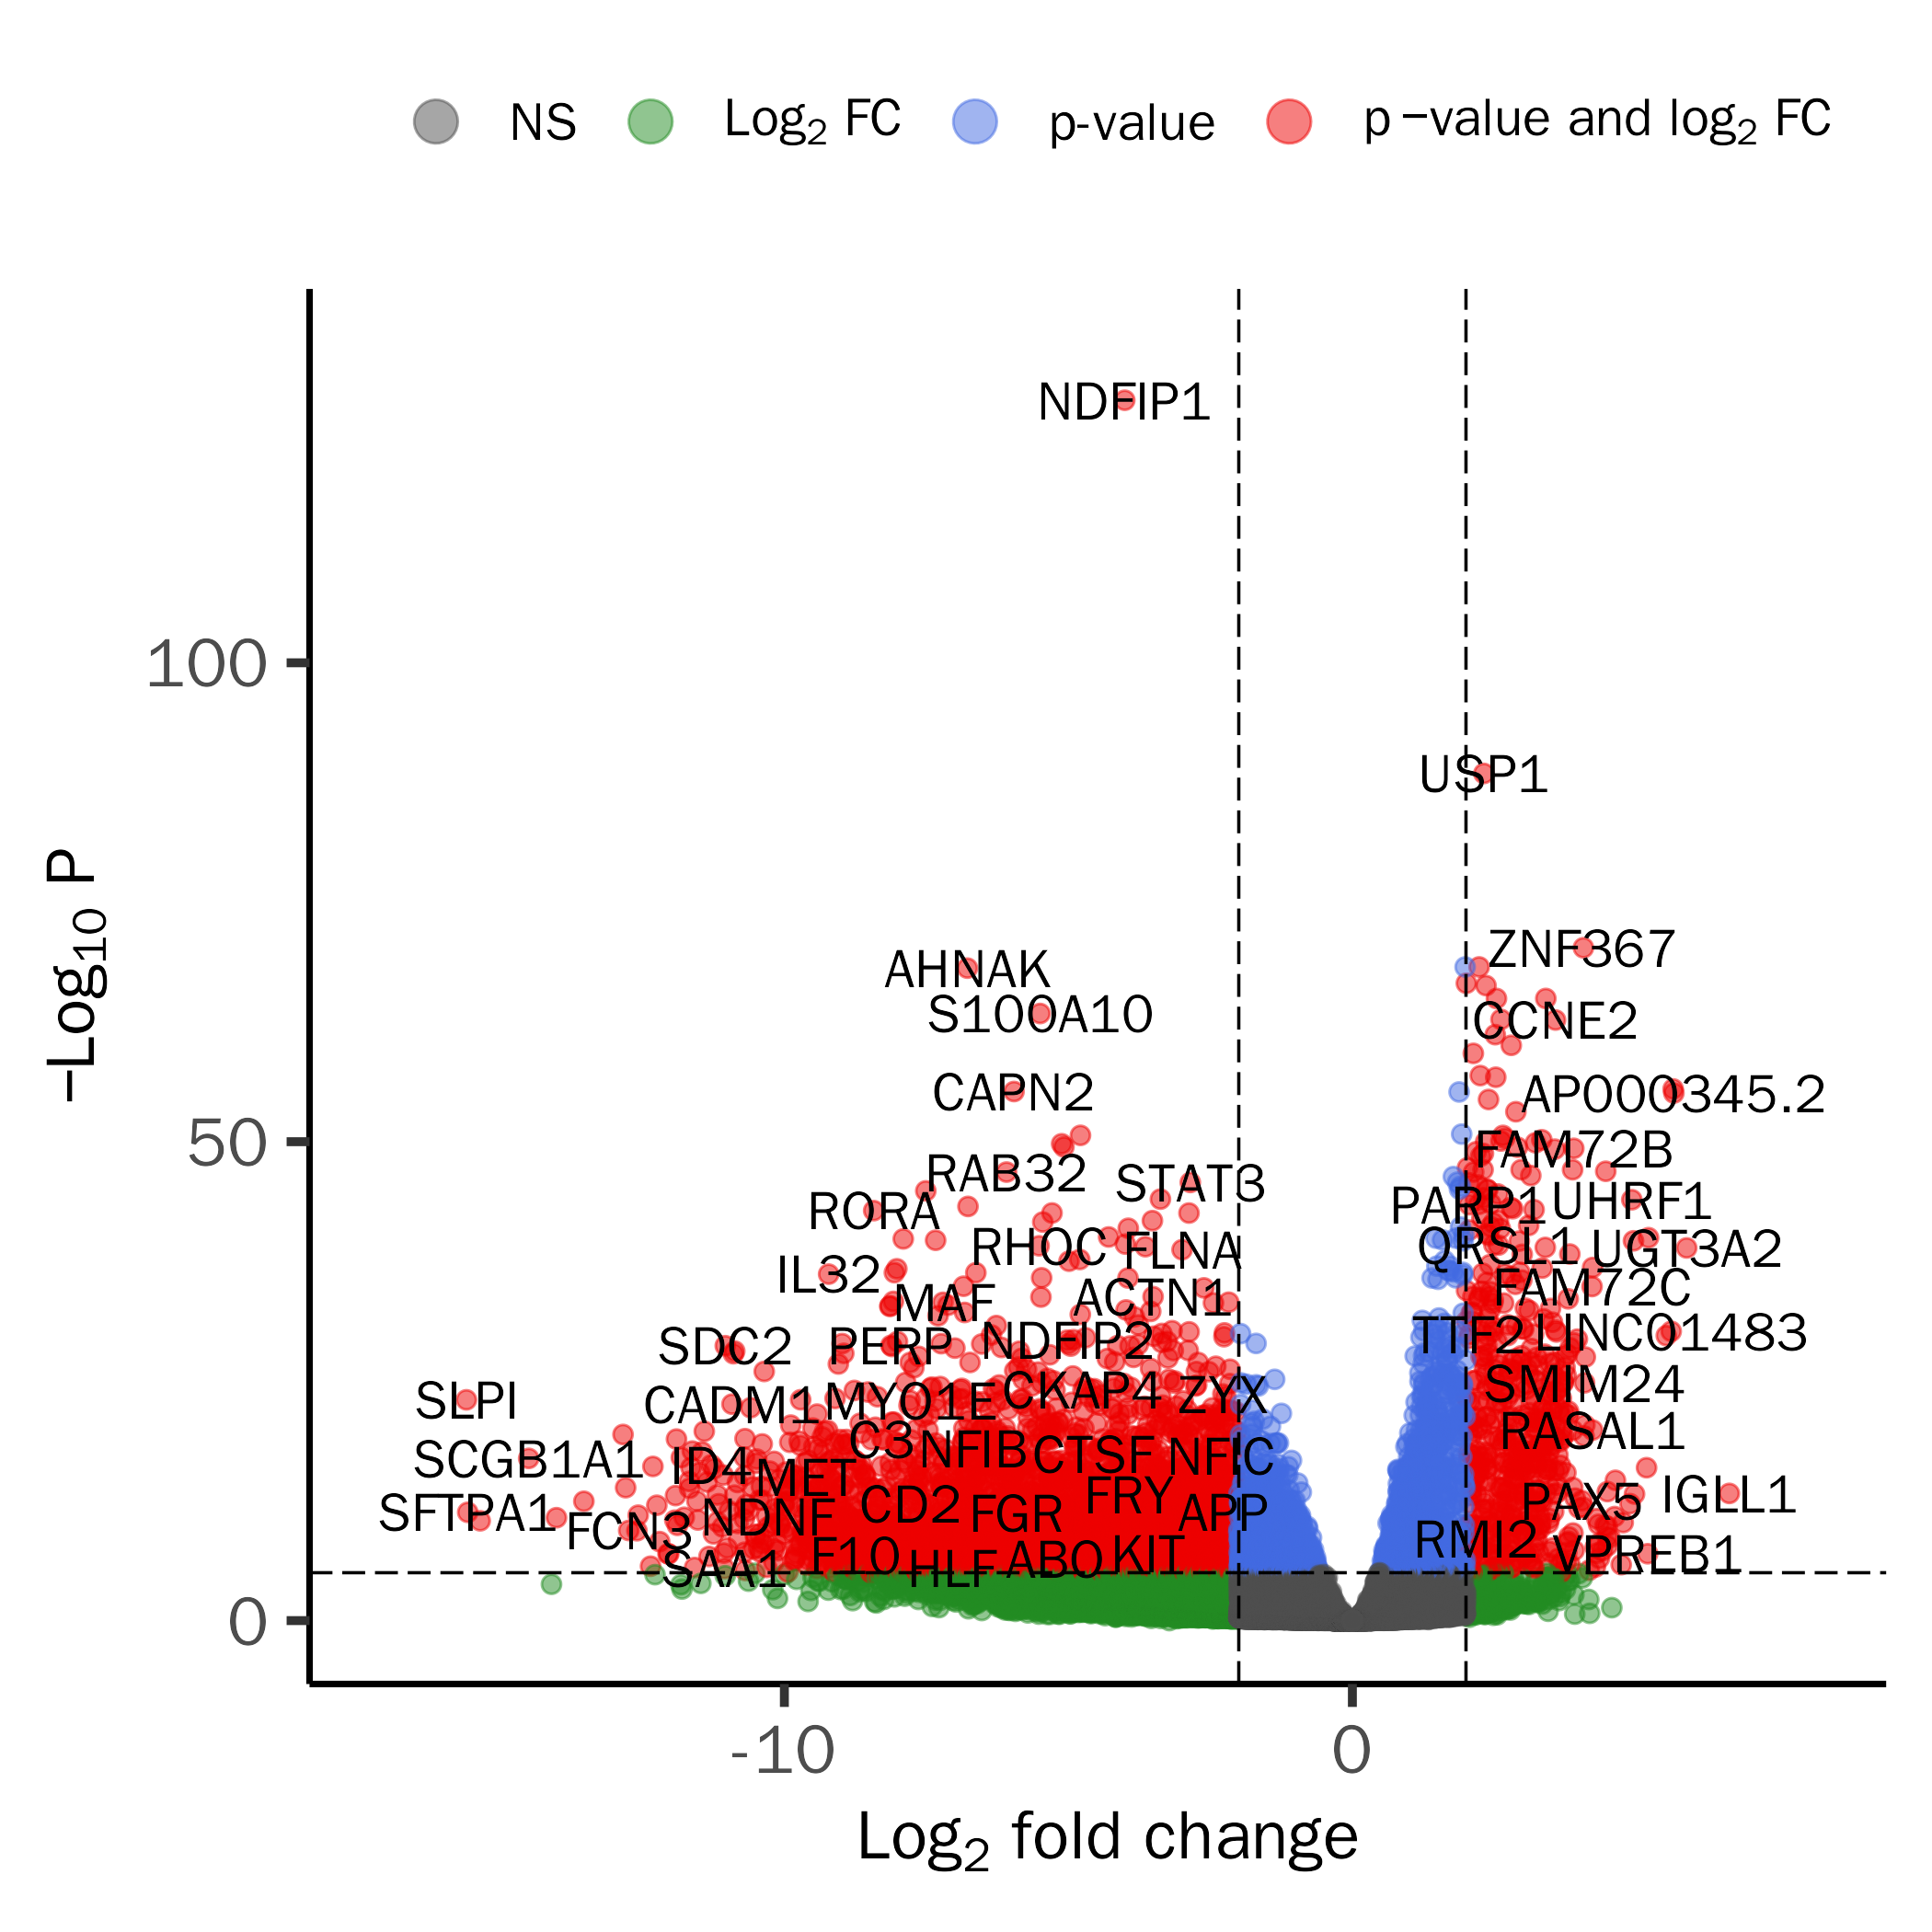 NS Log2 FC p-value p −value and log2 FC
NDFIP1
100
USP1
ZNF367
AHNAK
S100A10 CCNE2
−Log10 P
CAPN2 AP000345.2
50
FAM72B
RAB32 STAT3
RORA PARP1 UHRF1
RHOC FLNA QRSL1 UGT3A2
IL32 FAM72C
MAF ACTN1
SDC2 PERP NDFIP2 TTF2 LINC01483
SLPI CADM1 MYO1E CKAP4 ZYX SMIM24
C3 NFIB CTSF NFIC RASAL1
SCGB1A1 ID4 MET
FRY PAX5 IGLL1
SFTPA1 FCN3 NDNF CD2 FGR APP
SAA1 F10 HLF ABO KIT RMI2 VPREB1
0
-10 0
Log2 fold change